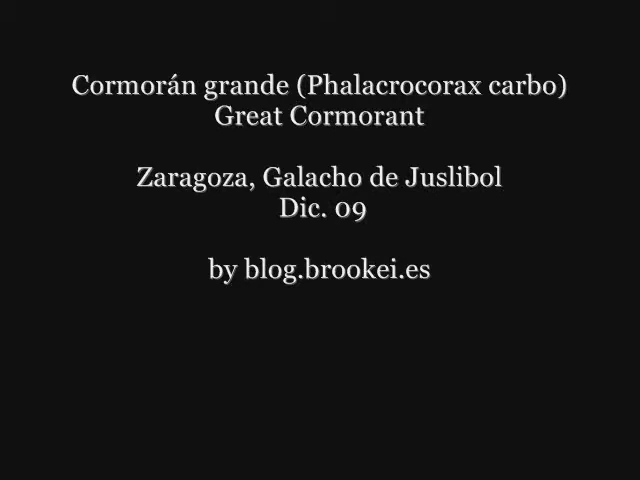 Cormorán grande (Phalacrocorax carbo)
Great Cormorant
Zaragoza, Galacho de Juslibol
Dic. 09
by blog.brookei.es